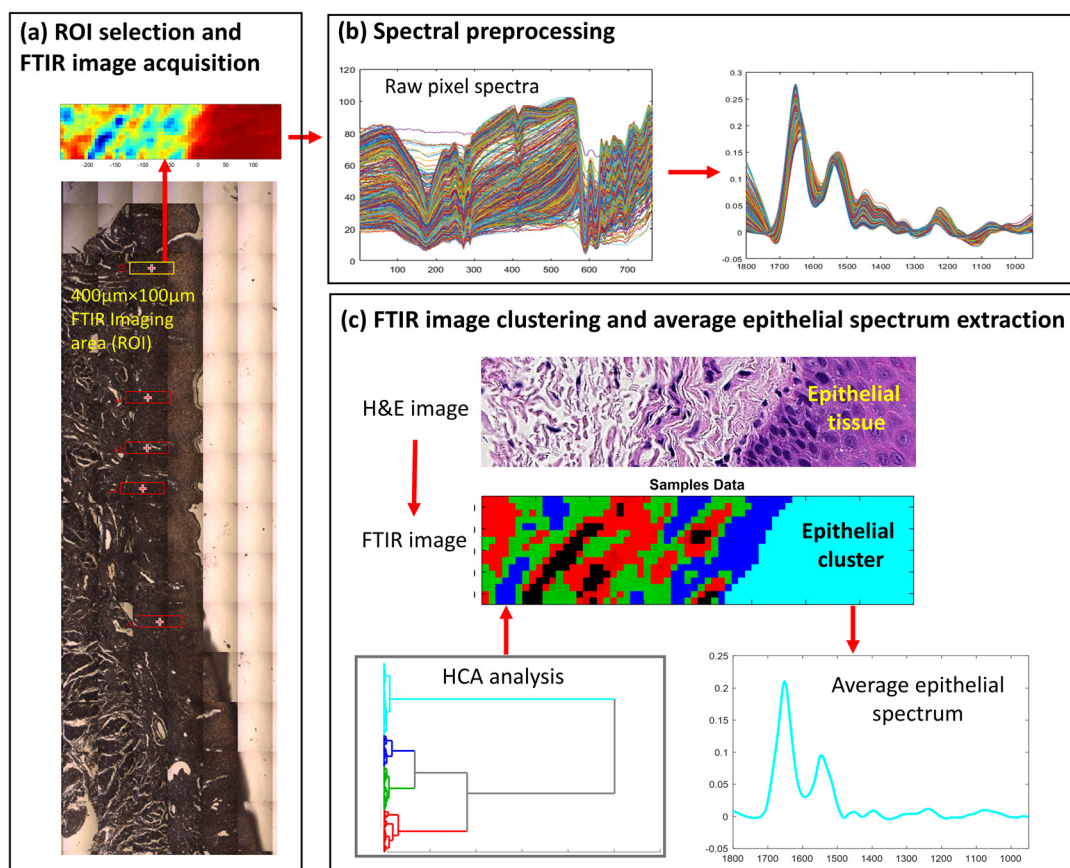 (a) ROI selection and
FTIR image acquisition
-200 -150 -100 -50 0 50 100
400μm×100μm
FTIR Imaging
area (ROI)
(b) Spectral preprocessing
Raw pixel spectra
120
100
80
60
40
20
0
100 200 300 400 500 600 700
0.3
0.25
0.2
0.15
0.1
0.05
0
-0.05
1800 1700 1600 1500 1400 1300 1200 1100 1000
(c) FTIR image clustering and average epithelial spectrum extraction
H&E image
Epithelial
tissue
Samples Data
FTIR image
Epithelial
cluster
HCA analysis
Average epithelial
spectrum
0.25
0.2
0.15
0.1
0.05
0
-0.05
1800 1700 1600 1500 1400 1300 1200 1100 1000